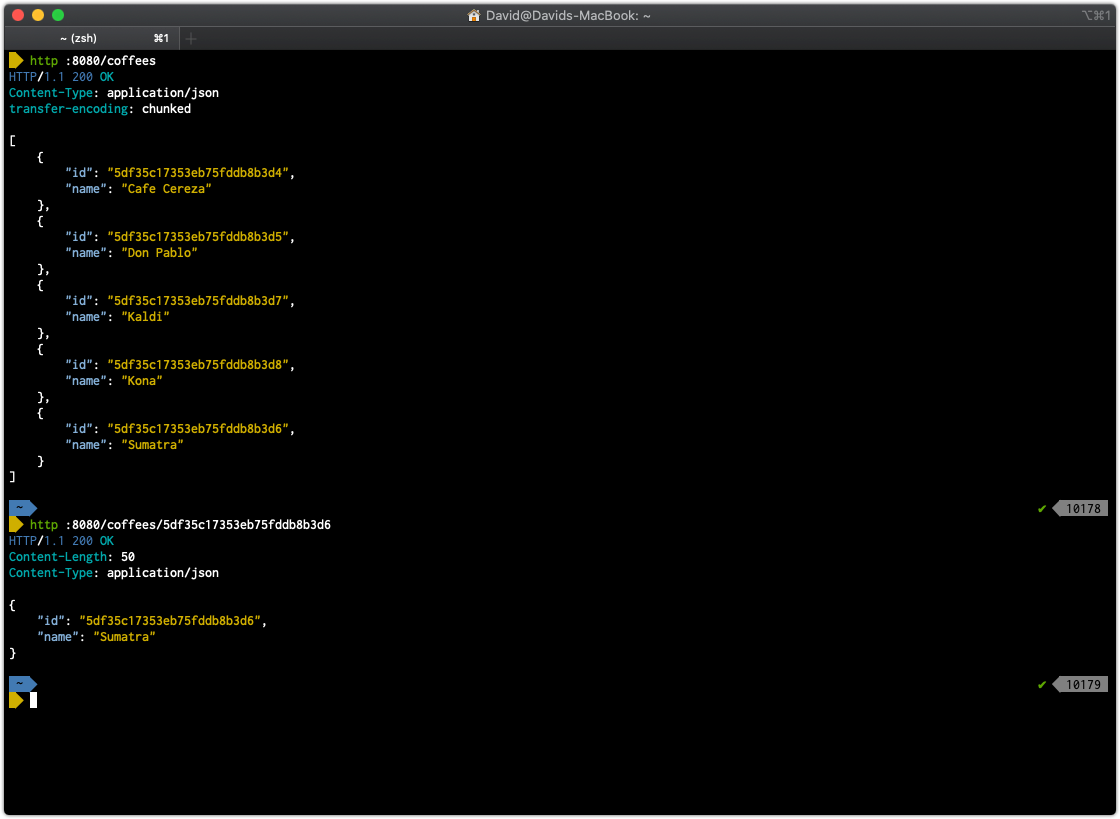 David@Davids-MacBook: ~
⌥⌘1
~ (zsh) ⌘1
http :8080/coffees
HTTP/1.1 200 OK
Content-Type: application/json
transfer-encoding: chunked
[
    {
        "id": "5df35c17353eb75fddb8b3d4",
        "name": "Cafe Cereza"
    },
    {
        "id": "5df35c17353eb75fddb8b3d5",
        "name": "Don Pablo"
    },
    {
        "id": "5df35c17353eb75fddb8b3d7",
        "name": "Kaldi"
    },
    {
        "id": "5df35c17353eb75fddb8b3d8",
        "name": "Kona"
    },
    {
        "id": "5df35c17353eb75fddb8b3d6",
        "name": "Sumatra"
    }
]
~ ✔ 10178
http :8080/coffees/5df35c17353eb75fddb8b3d6
HTTP/1.1 200 OK
Content-Length: 50
Content-Type: application/json
{
    "id": "5df35c17353eb75fddb8b3d6",
    "name": "Sumatra"
}
~ ✔ 10179